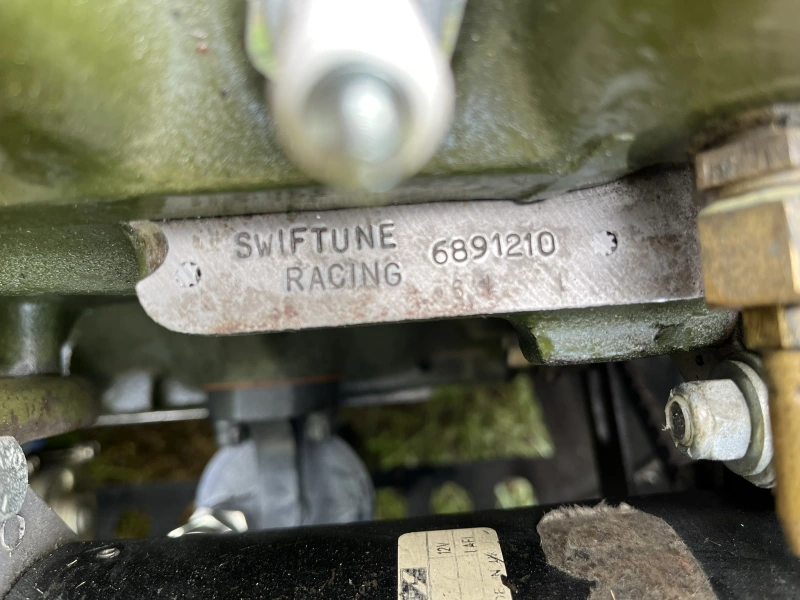 SWIFTUNE
RACING
6891210
12V